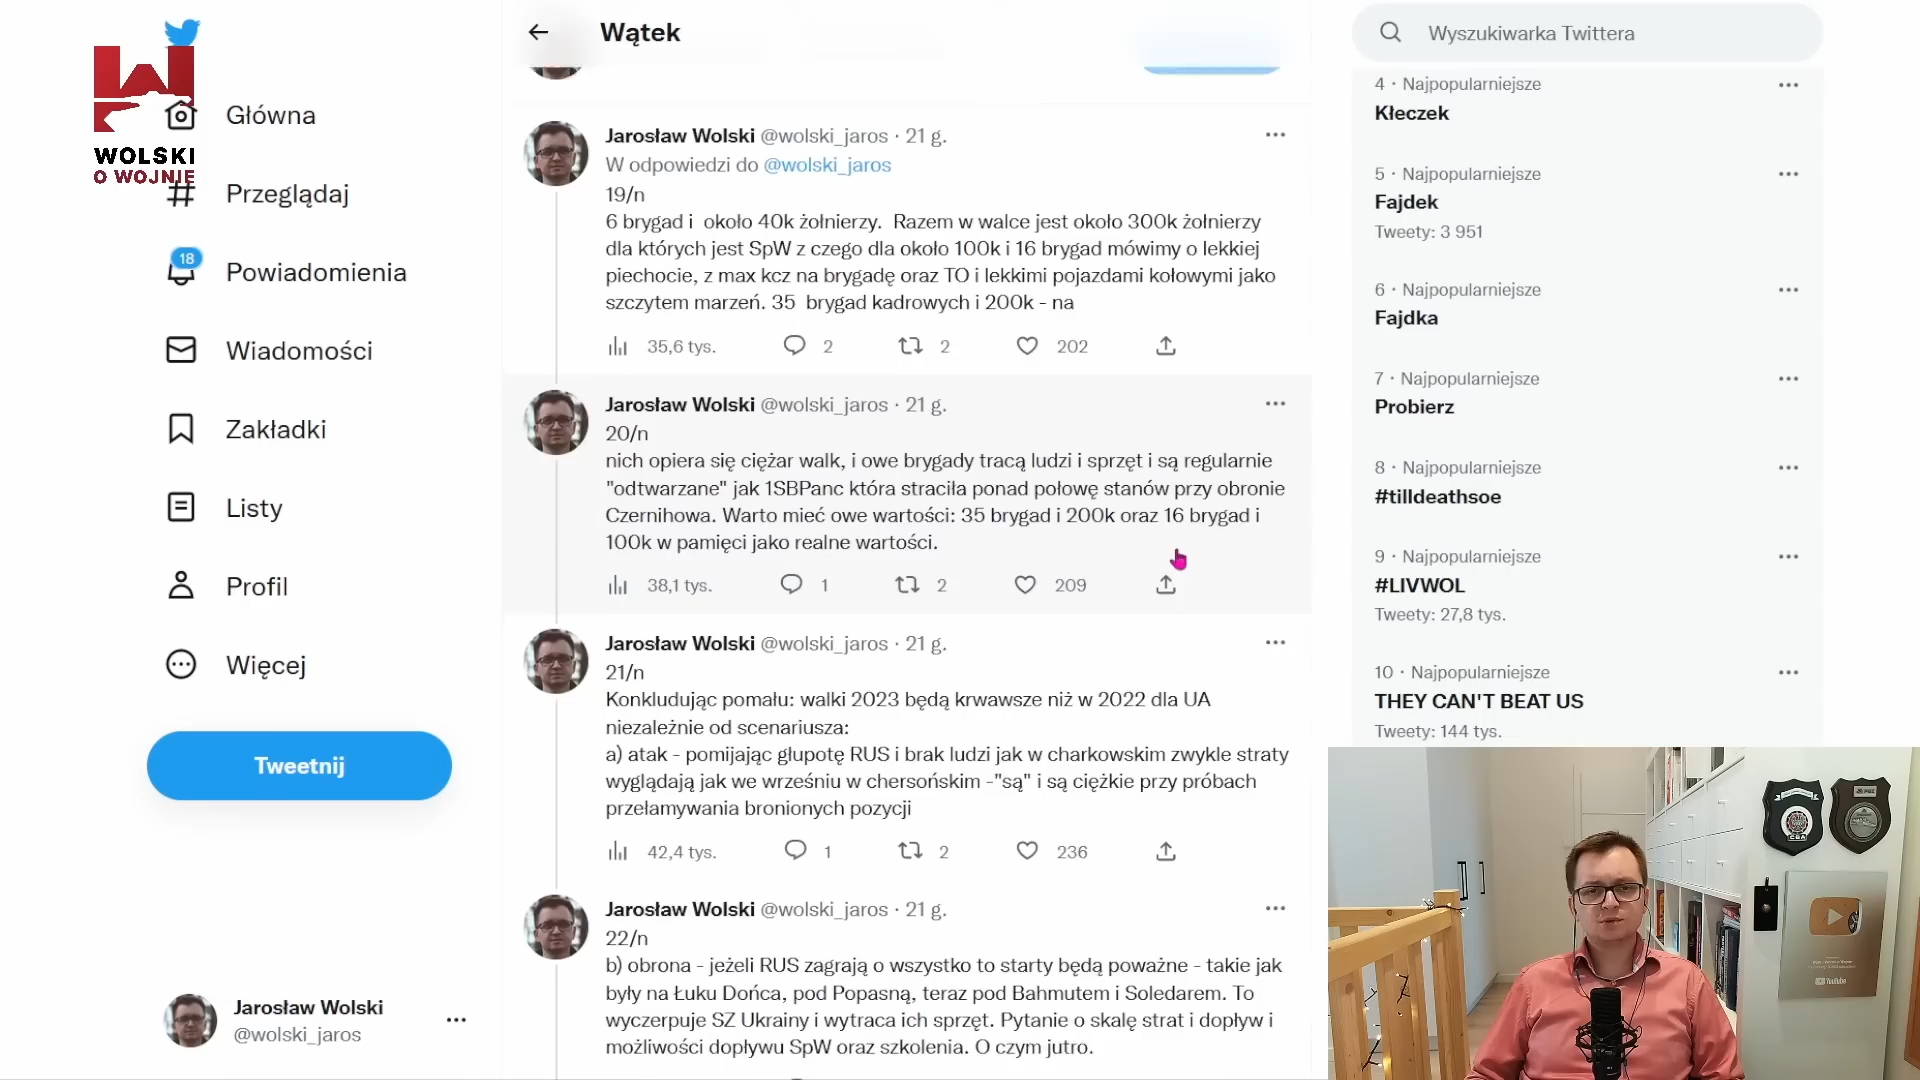 WOLSKI
O WOJNIE
Główna
Przeglądaj
18
Powiadomienia
Wiadomości
Zakładki
Listy
Profil
Więcej
Tweetnij
Jarosław Wolski
@wolski_jaros
Wątek
Jarosław Wolski @wolski_jaros · 21 g.
W odpowiedzi do @wolski_jaros
19/n
6 brygad i około 40k żołnierzy. Razem w walce jest około 300k żołnierzy
dla których jest SpW z czego dla około 100k i 16 brygad mówimy o lekkiej
piechocie, z max kcz na brygadę oraz TO i lekkimi pojazdami kołowymi jako
szczytem marzeń. 35 brygad kadrowych i 200k - na
35,6 tys. 2 2 202
Jarosław Wolski @wolski_jaros · 21 g.
20/n
nich opiera się ciężar walk, i owe brygady tracą ludzi i sprzęt i są regularnie
"odtwarzane" jak 1SBPanc która straciła ponad połowę stanów przy obronie
Czernihowa. Warto mieć owe wartości: 35 brygad i 200k oraz 16 brygad i
100k w pamięci jako realne wartości.
38,1 tys. 1 2 209
Jarosław Wolski @wolski_jaros · 21 g.
21/n
Konkludując pomału: walki 2023 będą krwawsze niż w 2022 dla UA
niezależnie od scenariusza:
a) atak - pomijając głupotę RUS i brak ludzi jak w charkowskim zwykle straty
wyglądają jak we wrześniu w chersońskim -"są" i są ciężkie przy próbach
przełamywania bronionych pozycji
42,4 tys. 1 2 236
Jarosław Wolski @wolski_jaros · 21 g.
22/n
b) obrona - jeżeli RUS zagrają o wszystko to starty będą poważne - takie jak
były na Łuku Dońca, pod Popasną, teraz pod Bahmutem i Soledarem. To
wyczerpuje SZ Ukrainy i wytraca ich sprzęt. Pytanie o skalę strat i dopływ i
możliwości dopływu SpW oraz szkolenia. O czym jutro.
Wyszukiwarka Twittera
4 · Najpopularniejsze
Kłeczek
5 · Najpopularniejsze
Fajdek
Tweety: 3 951
6 · Najpopularniejsze
Fajdka
7 · Najpopularniejsze
Probierz
8 · Najpopularniejsze
#tilldeathsoe
9 · Najpopularniejsze
#LIVWOL
Tweety: 27,8 tys.
10 · Najpopularniejsze
THEY CAN'T BEAT US
Tweety: 144 tys.
YouTube